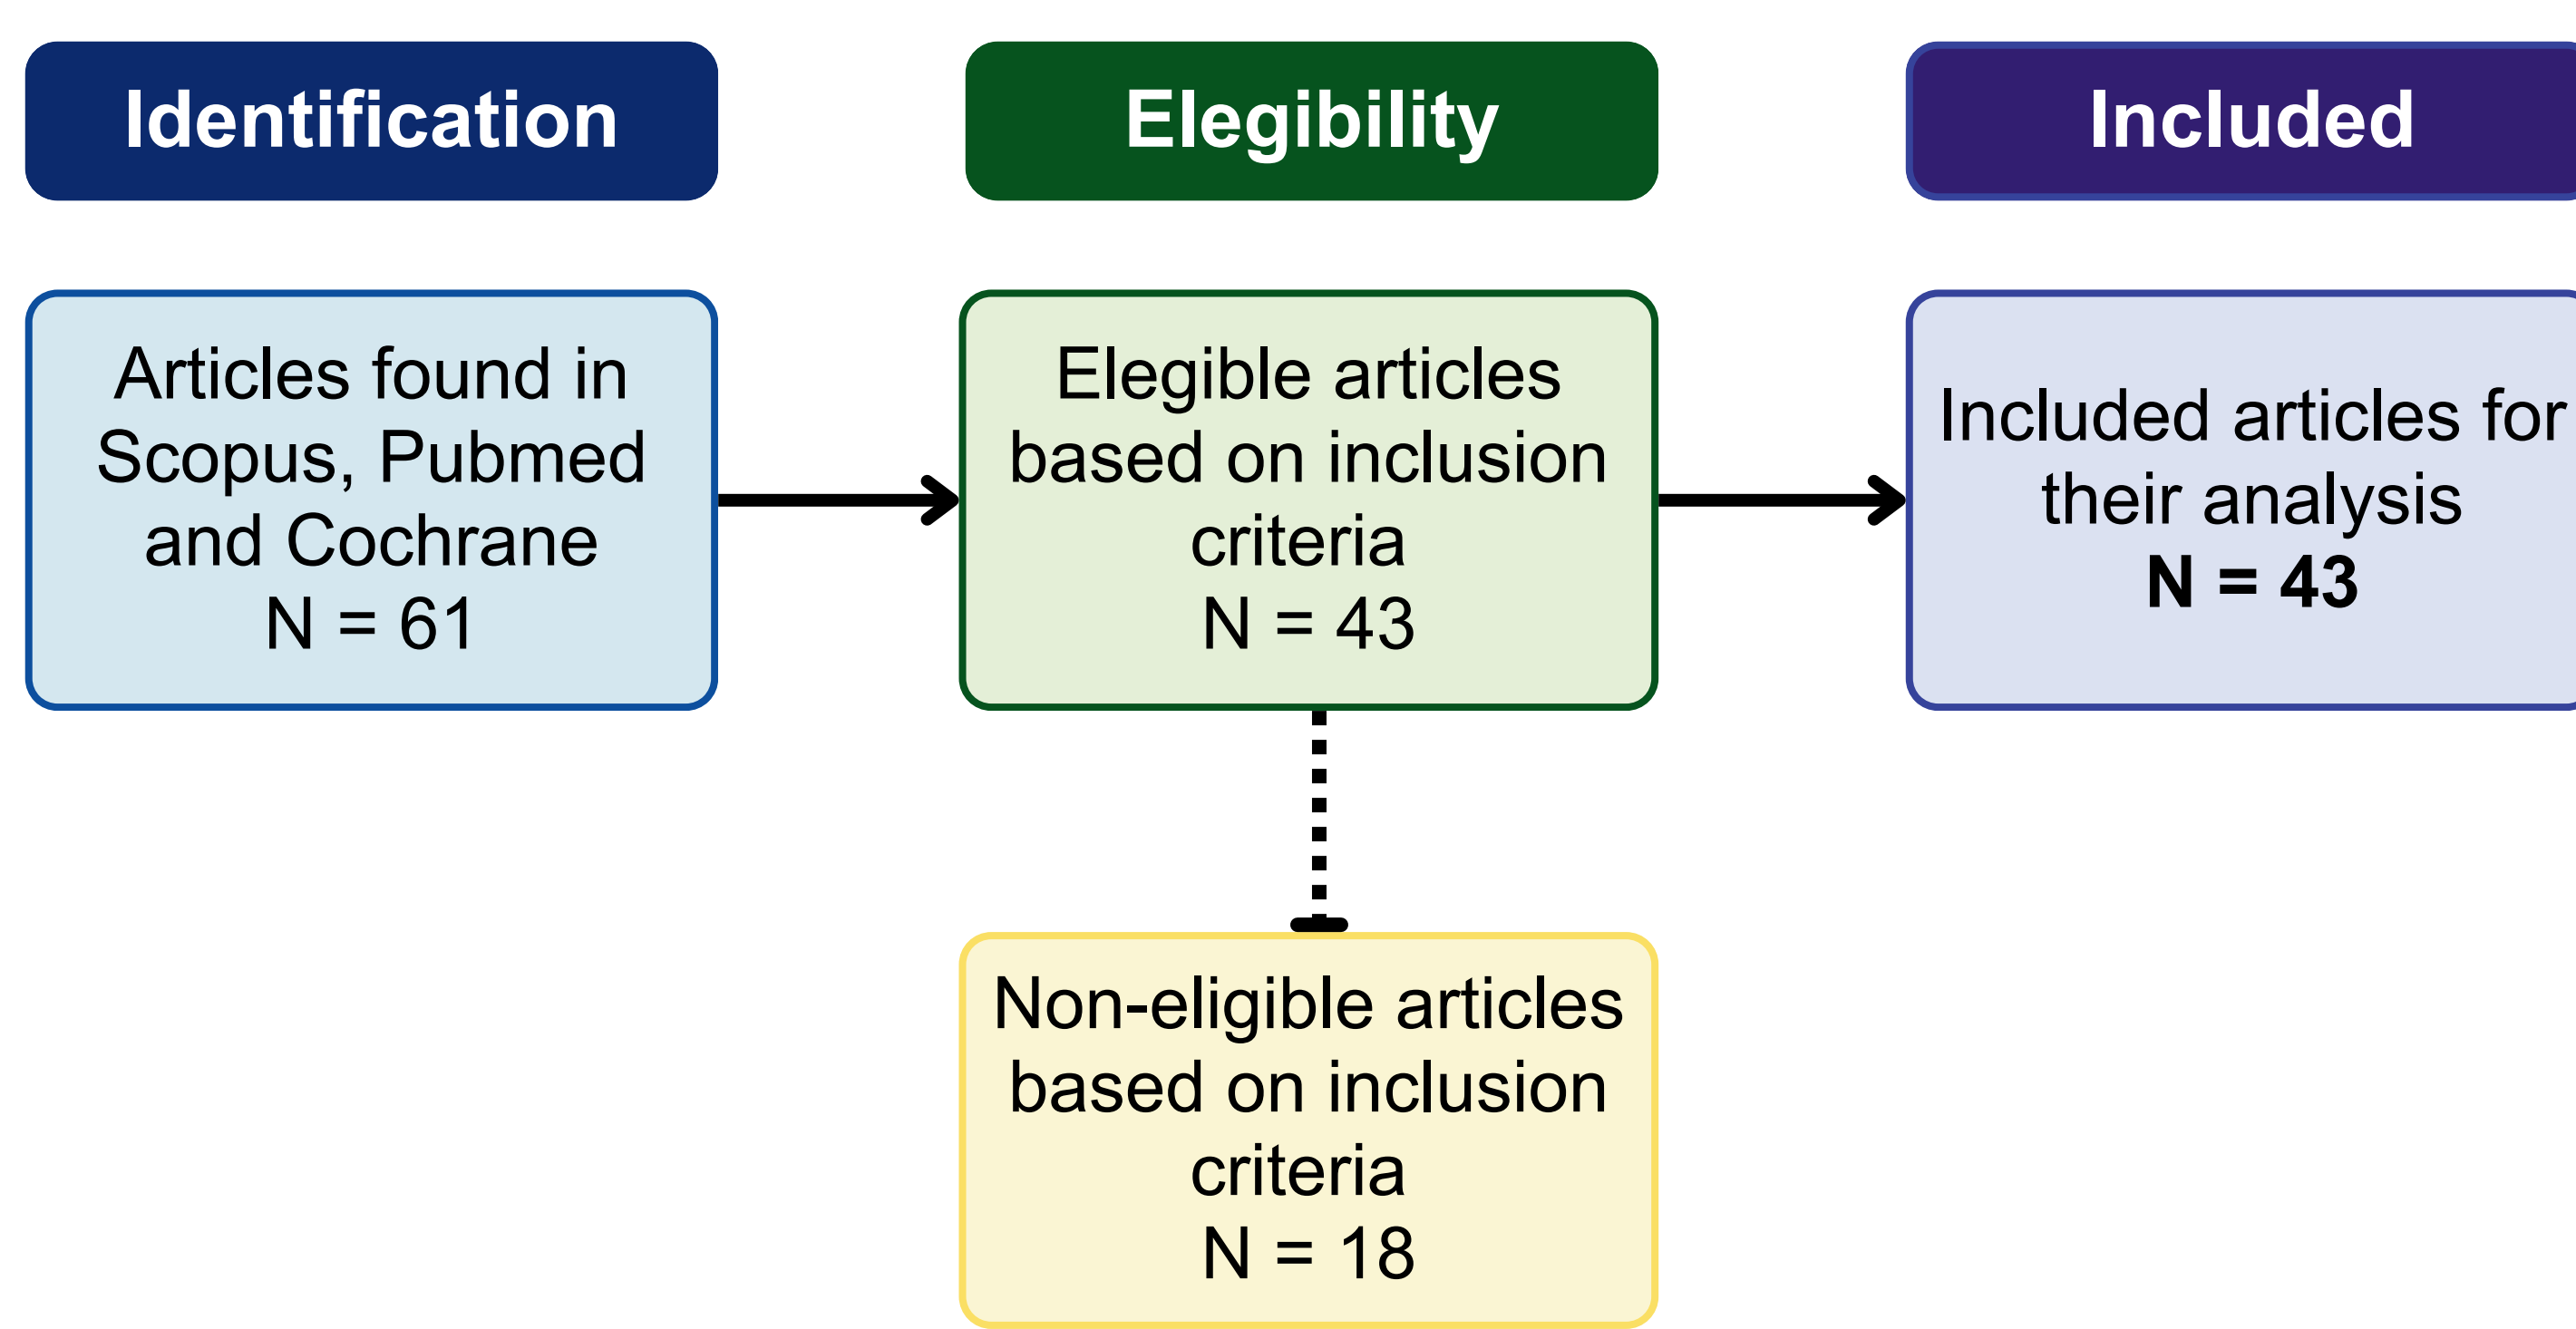 Identification
Elegibility
Included
Articles found in
Scopus, Pubmed
and Cochrane
N = 61
Elegible articles
based on inclusion
criteria
N = 43
Included articles for
their analysis
N = 43
Non-eligible articles
based on inclusion
criteria
N = 18